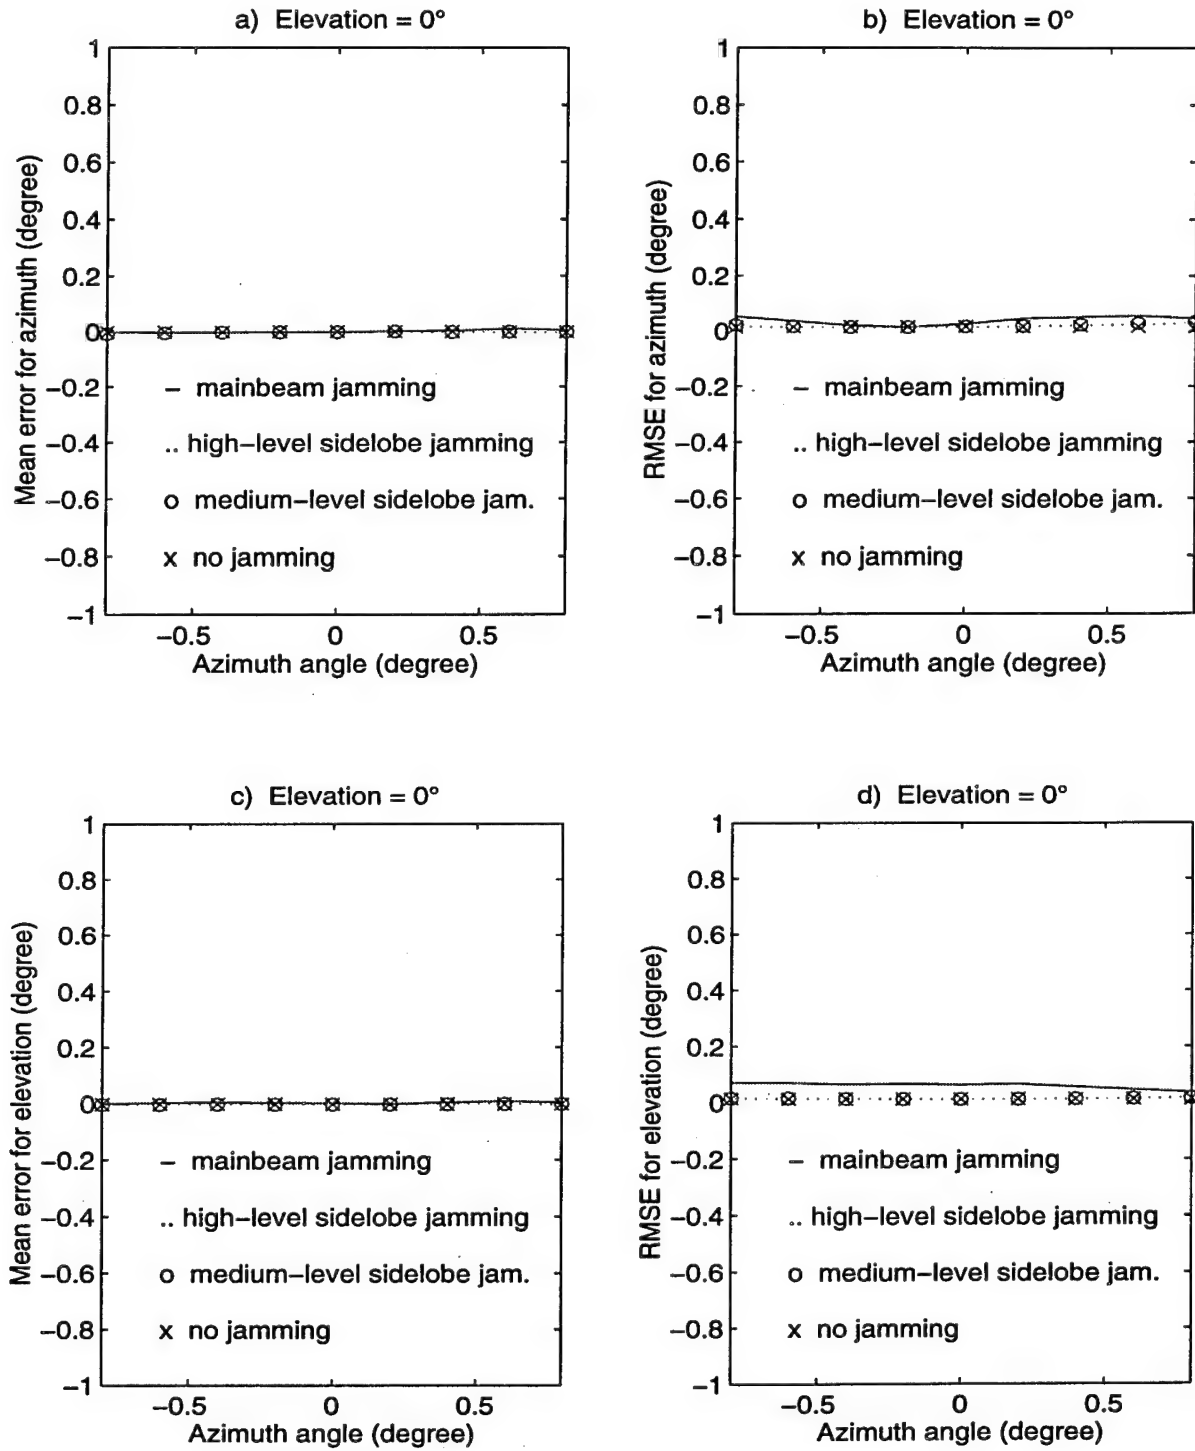 a) Elevation = 0°
1
0.8
0.6
0.4
0.2
0
−0.2
−0.4
−0.6
−0.8
−1
Mean error for azimuth (degree)
− mainbeam jamming
.. high−level sidelobe jamming
o medium−level sidelobe jam.
x no jamming
−0.5 0 0.5
Azimuth angle (degree)
b) Elevation = 0°
1
0.8
0.6
0.4
0.2
0
−0.2
−0.4
−0.6
−0.8
−1
RMSE for azimuth (degree)
− mainbeam jamming
.. high−level sidelobe jamming
o medium−level sidelobe jam.
x no jamming
−0.5 0 0.5
Azimuth angle (degree)
c) Elevation = 0°
1
0.8
0.6
0.4
0.2
0
−0.2
−0.4
−0.6
−0.8
−1
Mean error for elevation (degree)
− mainbeam jamming
.. high−level sidelobe jamming
o medium−level sidelobe jam.
x no jamming
−0.5 0 0.5
Azimuth angle (degree)
d) Elevation = 0°
1
0.8
0.6
0.4
0.2
0
−0.2
−0.4
−0.6
−0.8
−1
RMSE for elevation (degree)
− mainbeam jamming
.. high−level sidelobe jamming
o medium−level sidelobe jam.
x no jamming
−0.5 0 0.5
Azimuth angle (degree)